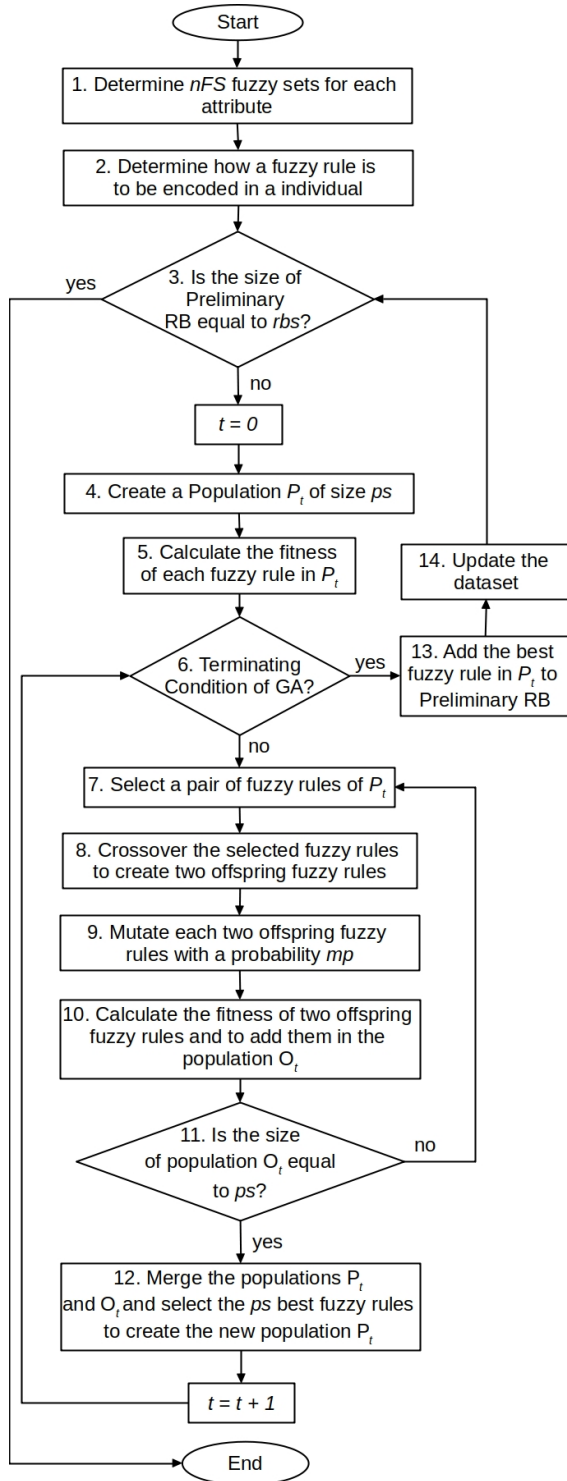 Start
1. Determine nFS fuzzy sets for each
attribute
2. Determine how a fuzzy rule is
to be encoded in a individual
yes
3. Is the size of
Preliminary
RB equal to rbs?
no
t = 0
4. Create a Population Pt of size ps
5. Calculate the fitness
of each fuzzy rule in Pt
14. Update the
dataset
6. Terminating
Condition of GA?
yes
13. Add the best
fuzzy rule in Pt to
Preliminary RB
no
7. Select a pair of fuzzy rules of Pt
8. Crossover the selected fuzzy rules
to create two offspring fuzzy rules
9. Mutate each two offspring fuzzy
rules with a probability mp
10. Calculate the fitness of two offspring
fuzzy rules and to add them in the
population Ot
11. Is the size
of population Ot equal
to ps?
no
yes
12. Merge the populations Pt
and Ot and select the ps best fuzzy rules
to create the new population Pt
t = t + 1
End